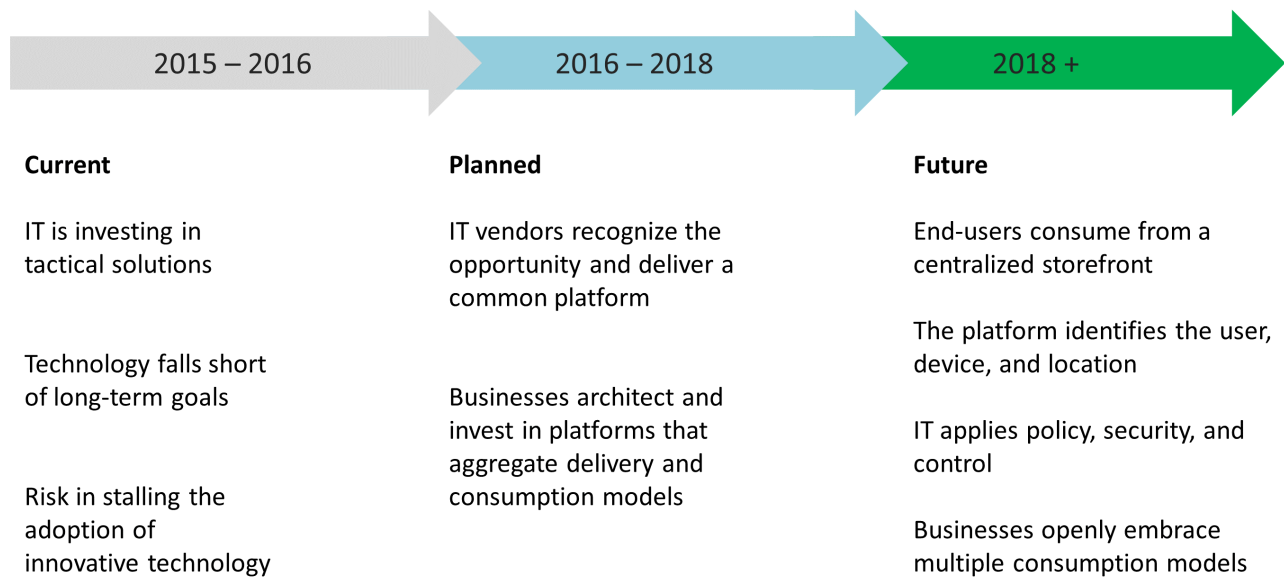 2015 – 2016
2016 – 2018
2018 +
Current
IT is investing in
tactical solutions
Technology falls short
of long-term goals
Risk in stalling the
adoption of
innovative technology
Planned
IT vendors recognize the
opportunity and deliver a
common platform
Businesses architect and
invest in platforms that
aggregate delivery and
consumption models
Future
End-users consume from a
centralized storefront
The platform identifies the user,
device, and location
IT applies policy, security, and
control
Businesses openly embrace
multiple consumption models